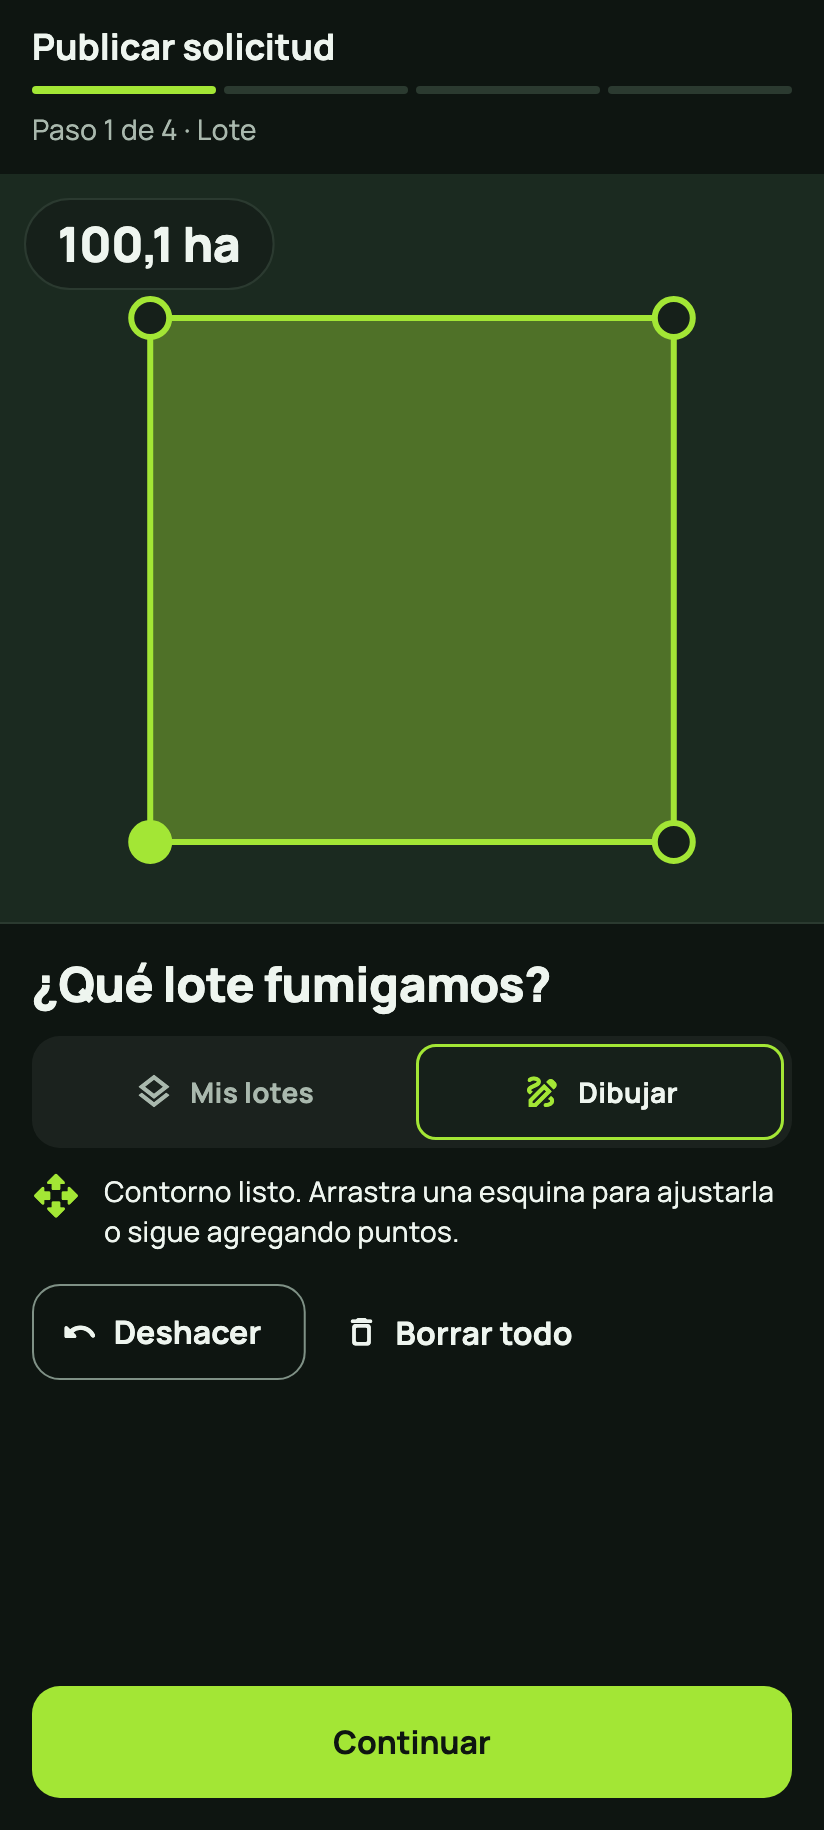 Publicar solicitud
Paso 1 de 4 · Lote
100,1 ha
¿Qué lote fumigamos?
Mis lotes
Dibujar
Contorno listo. Arrastra una esquina para ajustarla
o sigue agregando puntos.
Deshacer
Borrar todo
Continuar